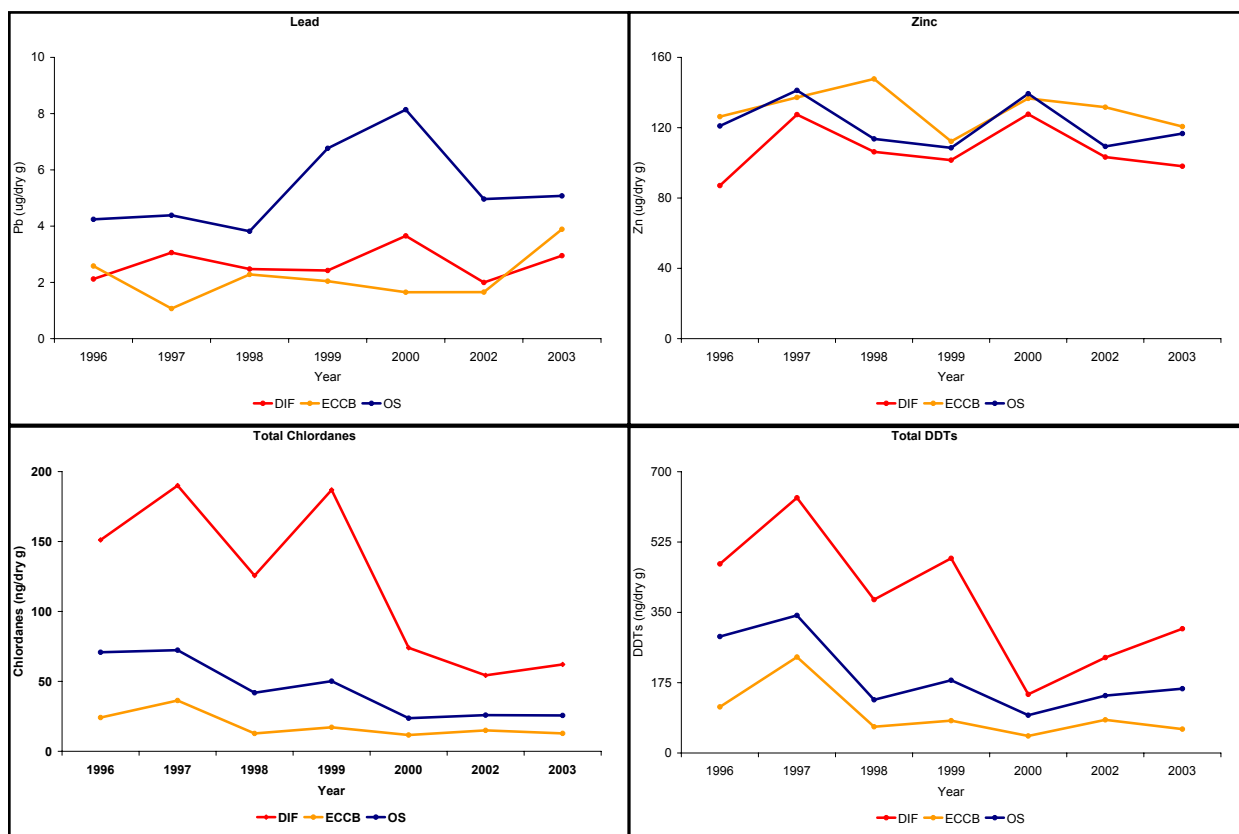 Lead
10
8
6
4
2
0
Pb (ug/dry g)
1996 1997 1998 1999 2000 2002 2003
Year
DIF ECCB OS
Zinc
160
120
80
40
0
Zn (ug/dry g)
1996 1997 1998 1999 2000 2002 2003
Year
DIF ECCB OS
Total Chlordanes
200
150
100
50
0
Chlordanes (ng/dry g)
1996 1997 1998 1999 2000 2002 2003
Year
DIF ECCB OS
Total DDTs
700
525
350
175
0
DDTs (ng/dry g)
1996 1997 1998 1999 2000 2002 2003
Year
DIF ECCB OS